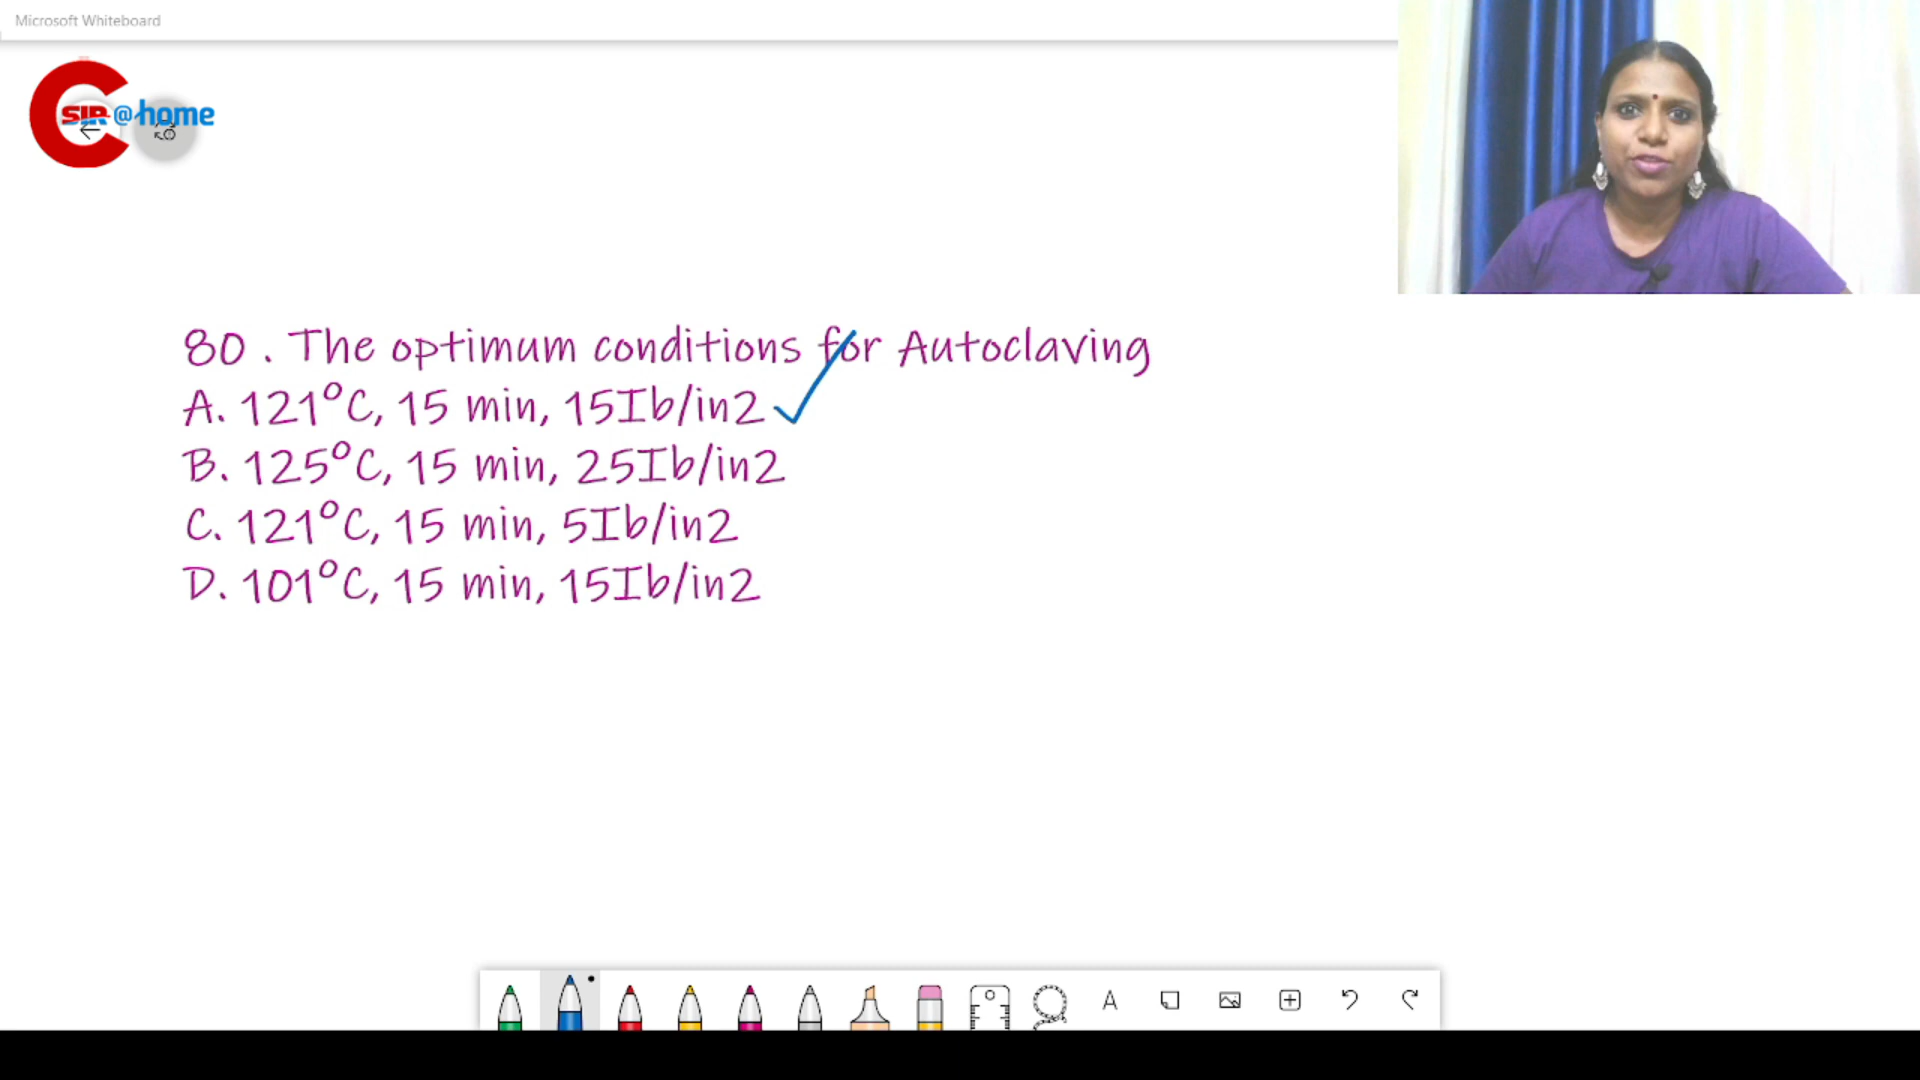 Microsoft Whiteboard
CSIR@home
80 . The optimum conditions for Autoclaving
A. 121°C, 15 min, 15Ib/in2
B. 125°C, 15 min, 25Ib/in2
C. 121°C, 15 min, 5Ib/in2
D. 101°C, 15 min, 15Ib/in2
A